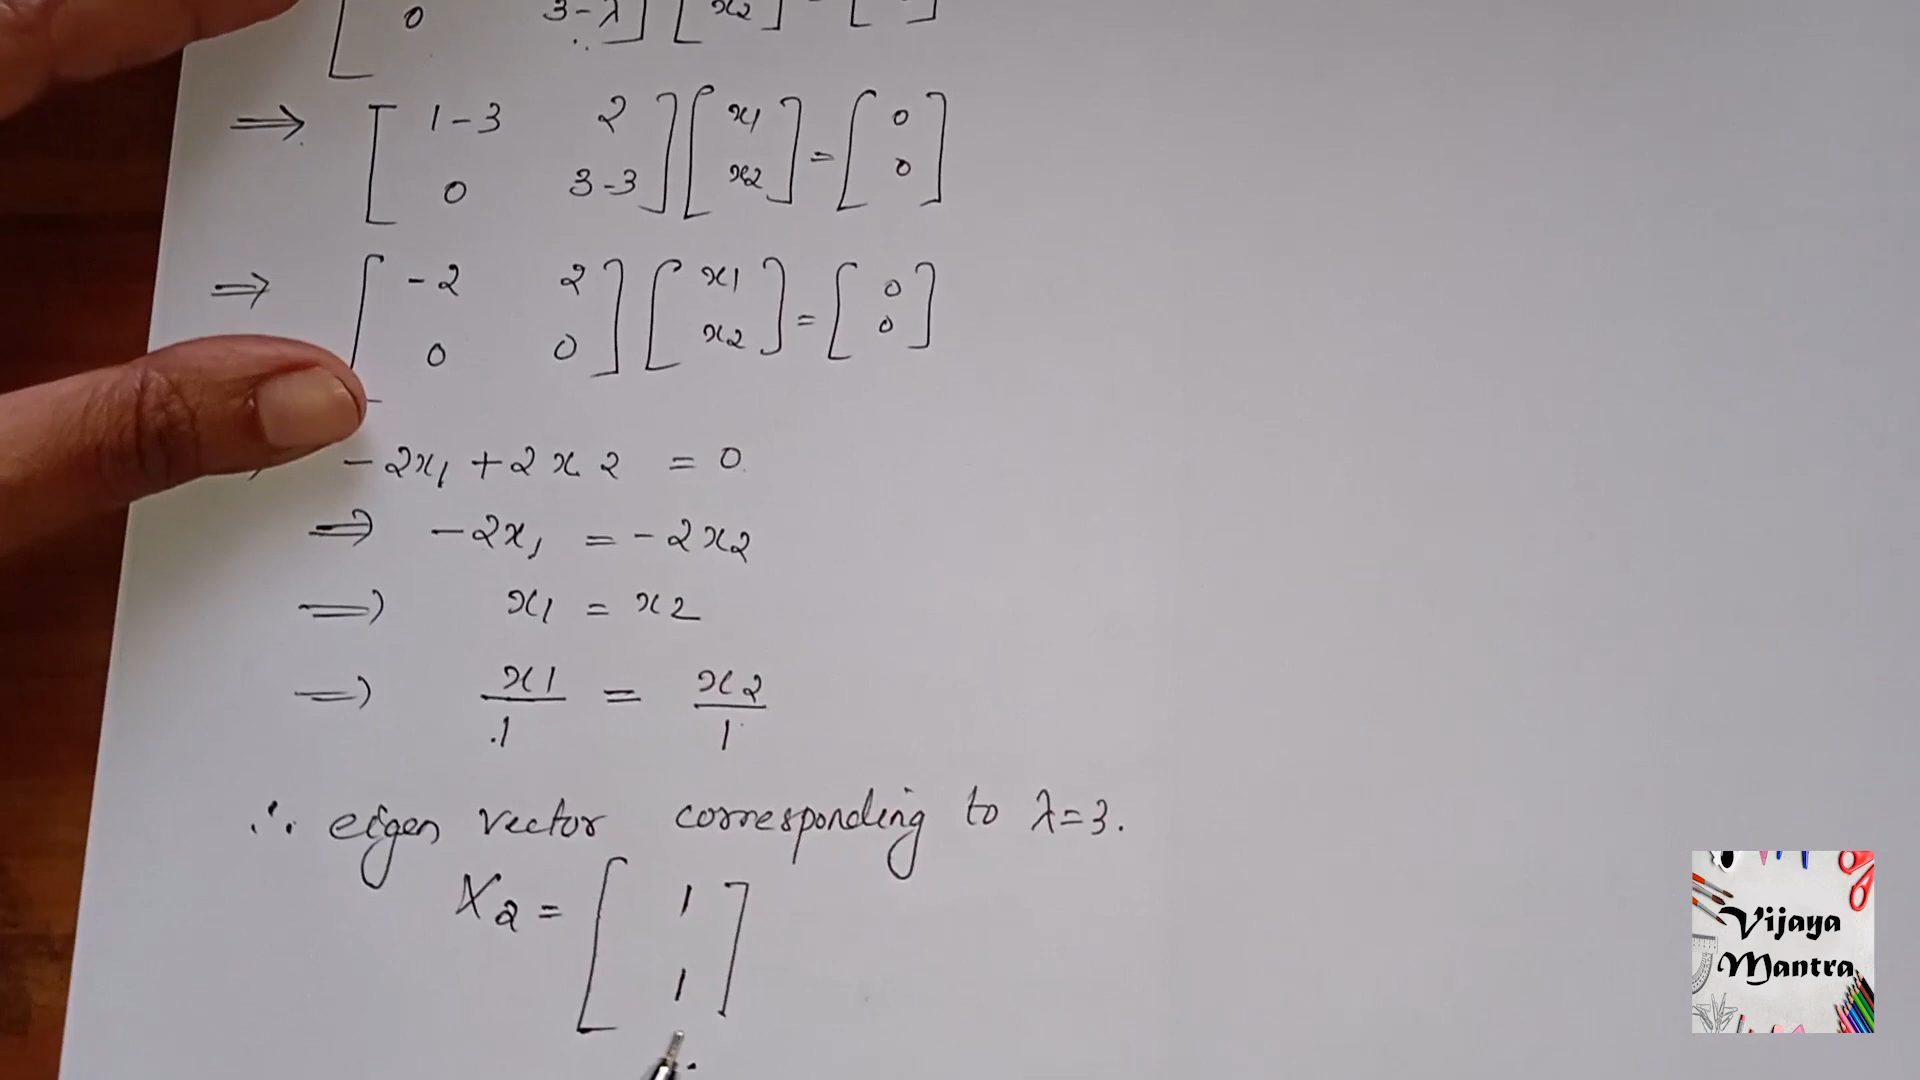 [ 0 3-λ ] [ x2 ] = [ ]
⇒ [ 1-3 2 ] [ x1 ] = [ 0 ]
[ 0 3-3 ] [ x2 ] [ 0 ]
⇒ [ -2 2 ] [ x1 ] = [ 0 ]
[ 0 0 ] [ x2 ] [ 0 ]
-2x1 + 2x2 = 0
⇒ -2x1 = -2x2
⇒ x1 = x2
⇒ x1/1 = x2/1
∴ eigen vector corresponding to λ=3.
X2 = [ 1
1 ]
Vijaya
Mantra